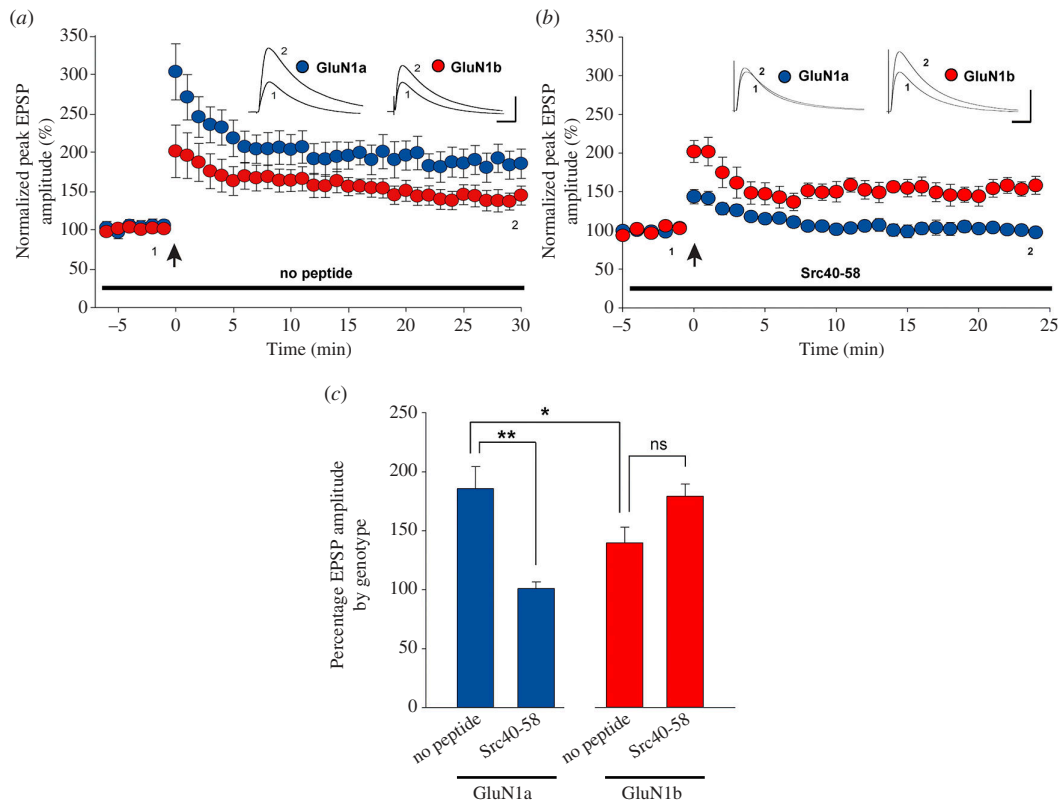 (a)
350
300
250
200
150
100
50
0
Normalized peak EPSP
amplitude (%)
2
1
GluN1a
2
1
GluN1b
1
2
no peptide
–5
0
5
10
15
20
25
30
Time (min)
(b)
350
300
250
200
150
100
50
0
Normalized peak EPSP
amplitude (%)
2
1
GluN1a
2
1
GluN1b
1
2
Src40-58
–5
0
5
10
15
20
25
Time (min)
(c)
250
200
150
100
50
0
Percentage EPSP amplitude
by genotype
*
**
ns
no peptide
Src40-58
no peptide
Src40-58
GluN1a
GluN1b